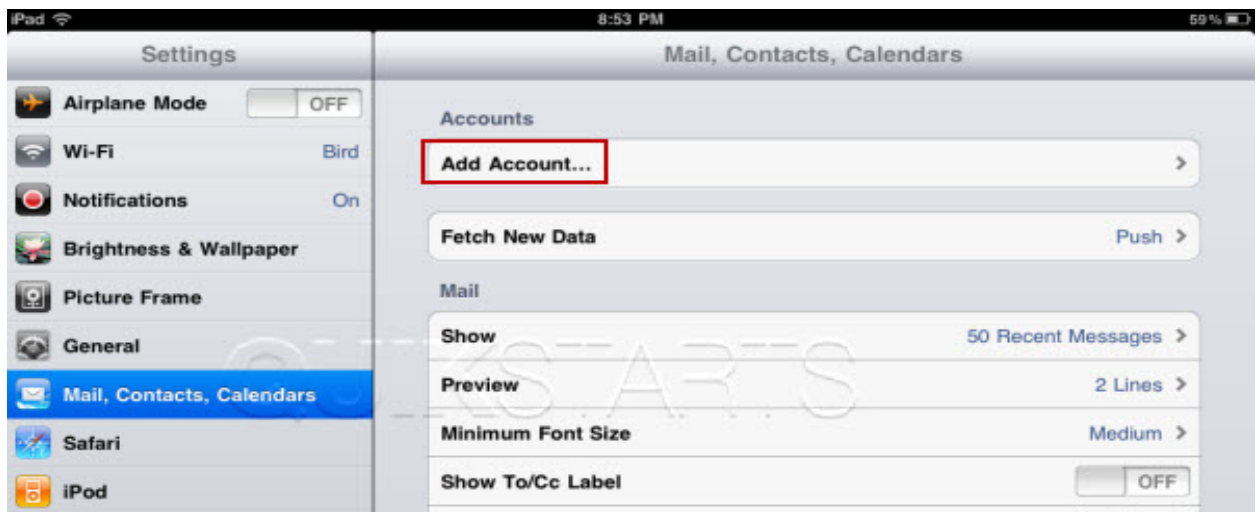 iPad 8:53 PM 59%
Settings
Airplane Mode OFF
Wi-Fi Bird
Notifications On
Brightness & Wallpaper
Picture Frame
General
Mail, Contacts, Calendars
Safari
iPod
Mail, Contacts, Calendars
Accounts
Add Account...
Fetch New Data Push
Mail
Show 50 Recent Messages
Preview 2 Lines
Minimum Font Size Medium
Show To/Cc Label OFF